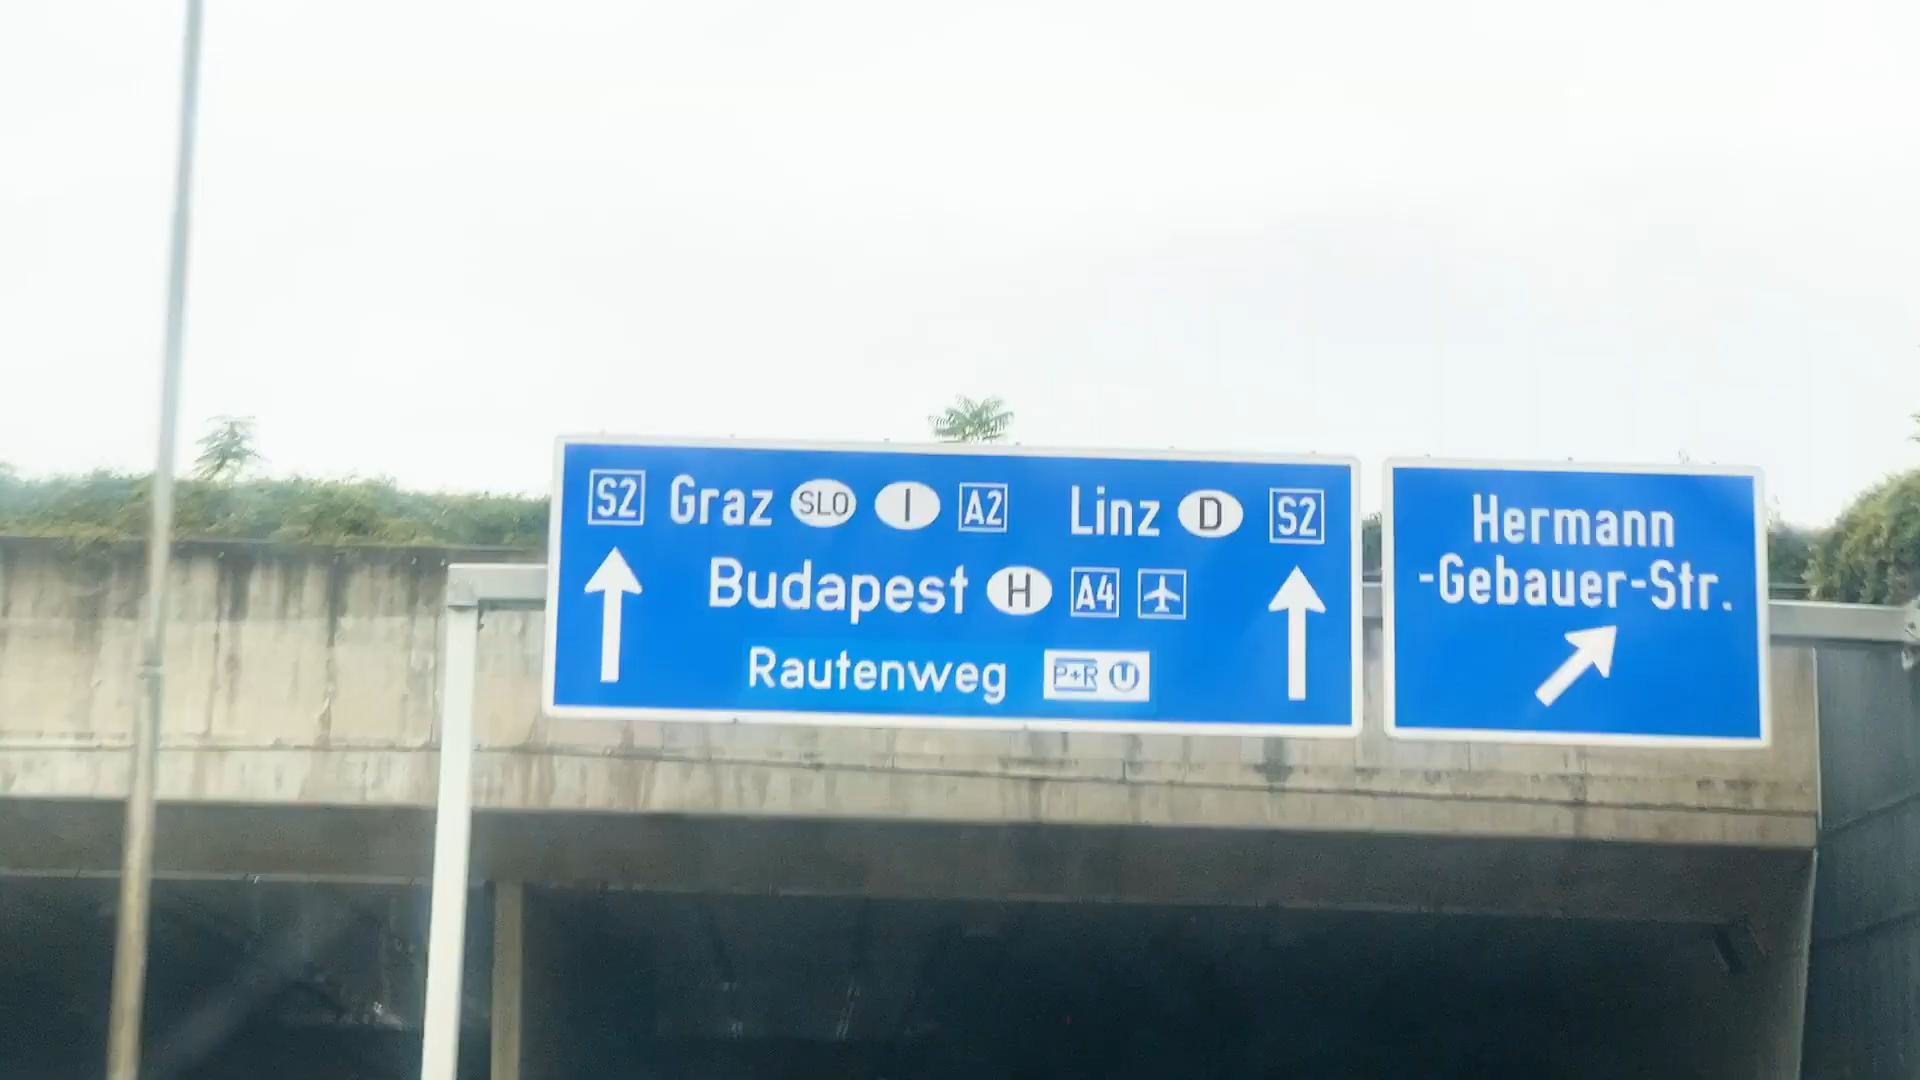 S2 Graz SLO I A2 Linz D S2
Budapest H A4
Rautenweg P+R U
Hermann
-Gebauer-Str.